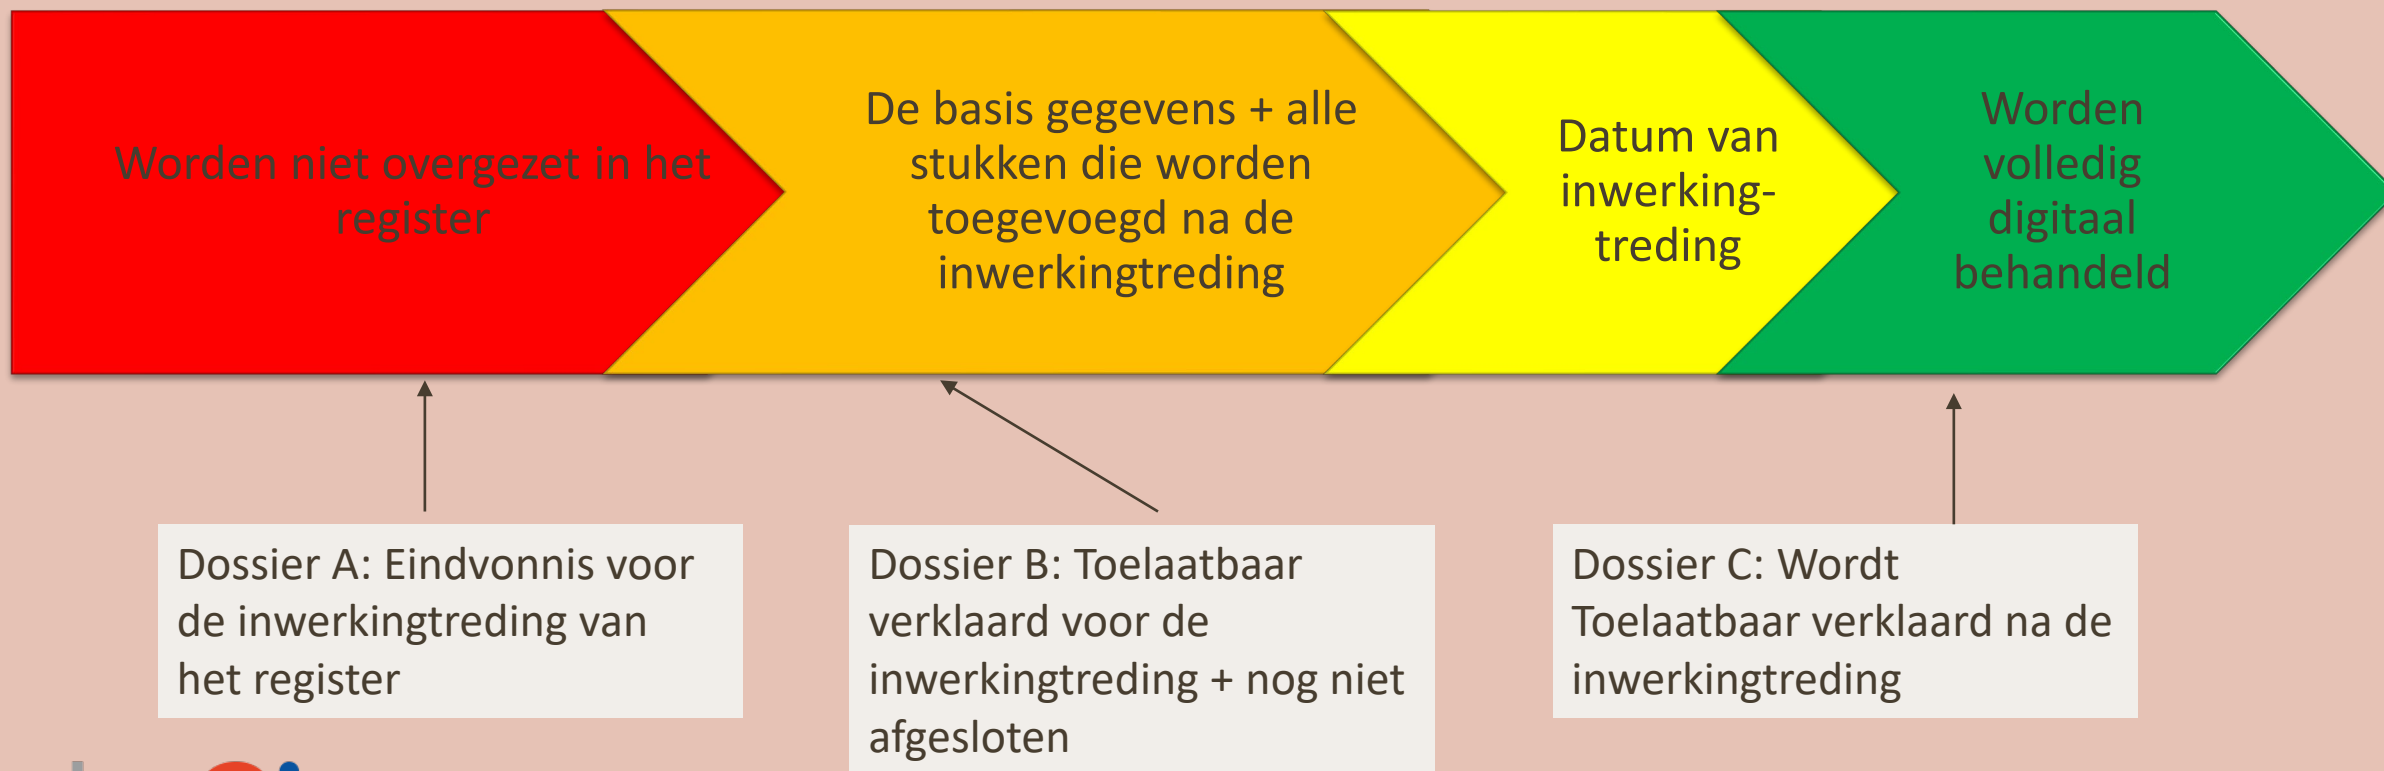 Worden niet overgezet in het
register
De basis gegevens + alle
stukken die worden
toegevoegd na de
inwerkingtreding
Datum van
inwerking-
treding
Worden
volledig
digitaal
behandeld
Dossier A: Eindvonnis voor
de inwerkingtreding van
het register
Dossier B: Toelaatbaar
verklaard voor de
inwerkingtreding + nog niet
afgesloten
Dossier C: Wordt
Toelaatbaar verklaard na de
inwerkingtreding